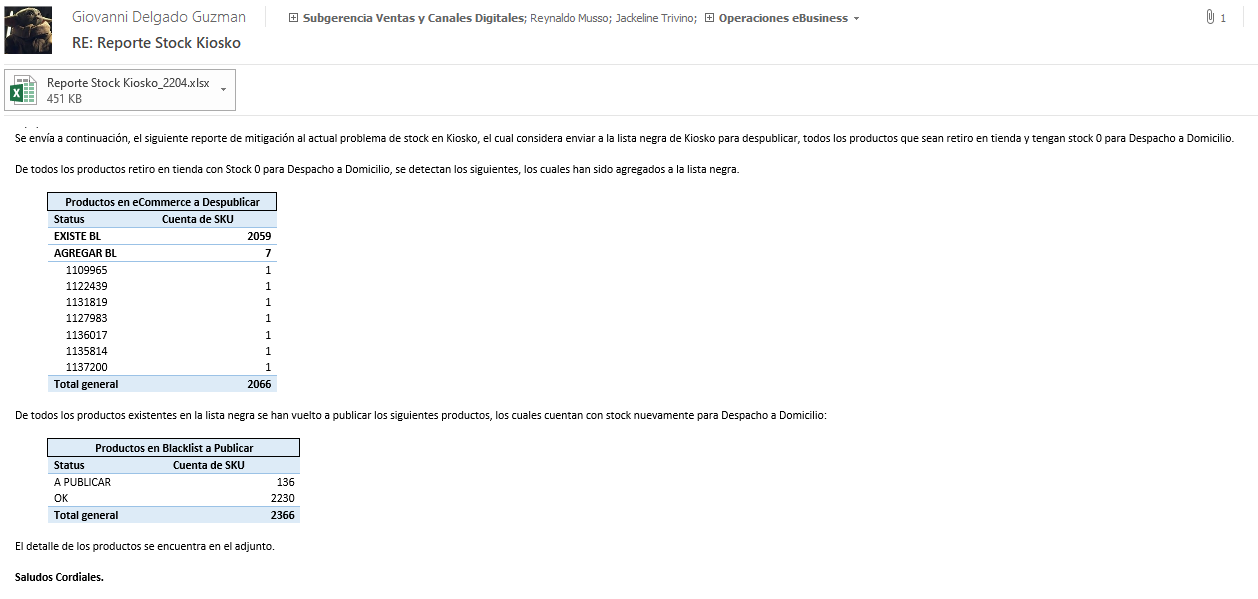 Giovanni Delgado Guzman
Subgerencia Ventas y Canales Digitales; Reynaldo Musso; Jackeline Trivino; Operaciones eBusiness
1
RE: Reporte Stock Kiosko
Reporte Stock Kiosko_2204.xlsx
451 KB
Se envía a continuación, el siguiente reporte de mitigación al actual problema de stock en Kiosko, el cual considera enviar a la lista negra de Kiosko para despublicar, todos los productos que sean retiro en tienda y tengan stock 0 para Despacho a Domicilio.
De todos los productos retiro en tienda con Stock 0 para Despacho a Domicilio, se detectan los siguientes, los cuales han sido agregados a la lista negra.
Productos en eCommerce a Despublicar
Status Cuenta de SKU
EXISTE BL 2059
AGREGAR BL 7
1109965 1
1122439 1
1131819 1
1127983 1
1136017 1
1135814 1
1137200 1
Total general 2066
De todos los productos existentes en la lista negra se han vuelto a publicar los siguientes productos, los cuales cuentan con stock nuevamente para Despacho a Domicilio:
Productos en Blacklist a Publicar
Status Cuenta de SKU
A PUBLICAR 136
OK 2230
Total general 2366
El detalle de los productos se encuentra en el adjunto.
Saludos Cordiales.